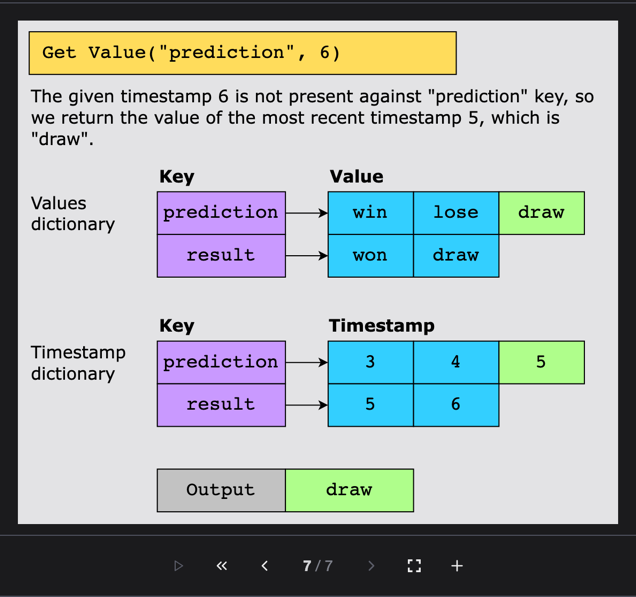 Get Value("prediction", 6)
The given timestamp 6 is not present against "prediction" key, so
we return the value of the most recent timestamp 5, which is
"draw".
Key Value
Values
dictionary
prediction win lose draw
result won draw
Key Timestamp
Timestamp
dictionary
prediction 3 4 5
result 5 6
Output draw
7/7